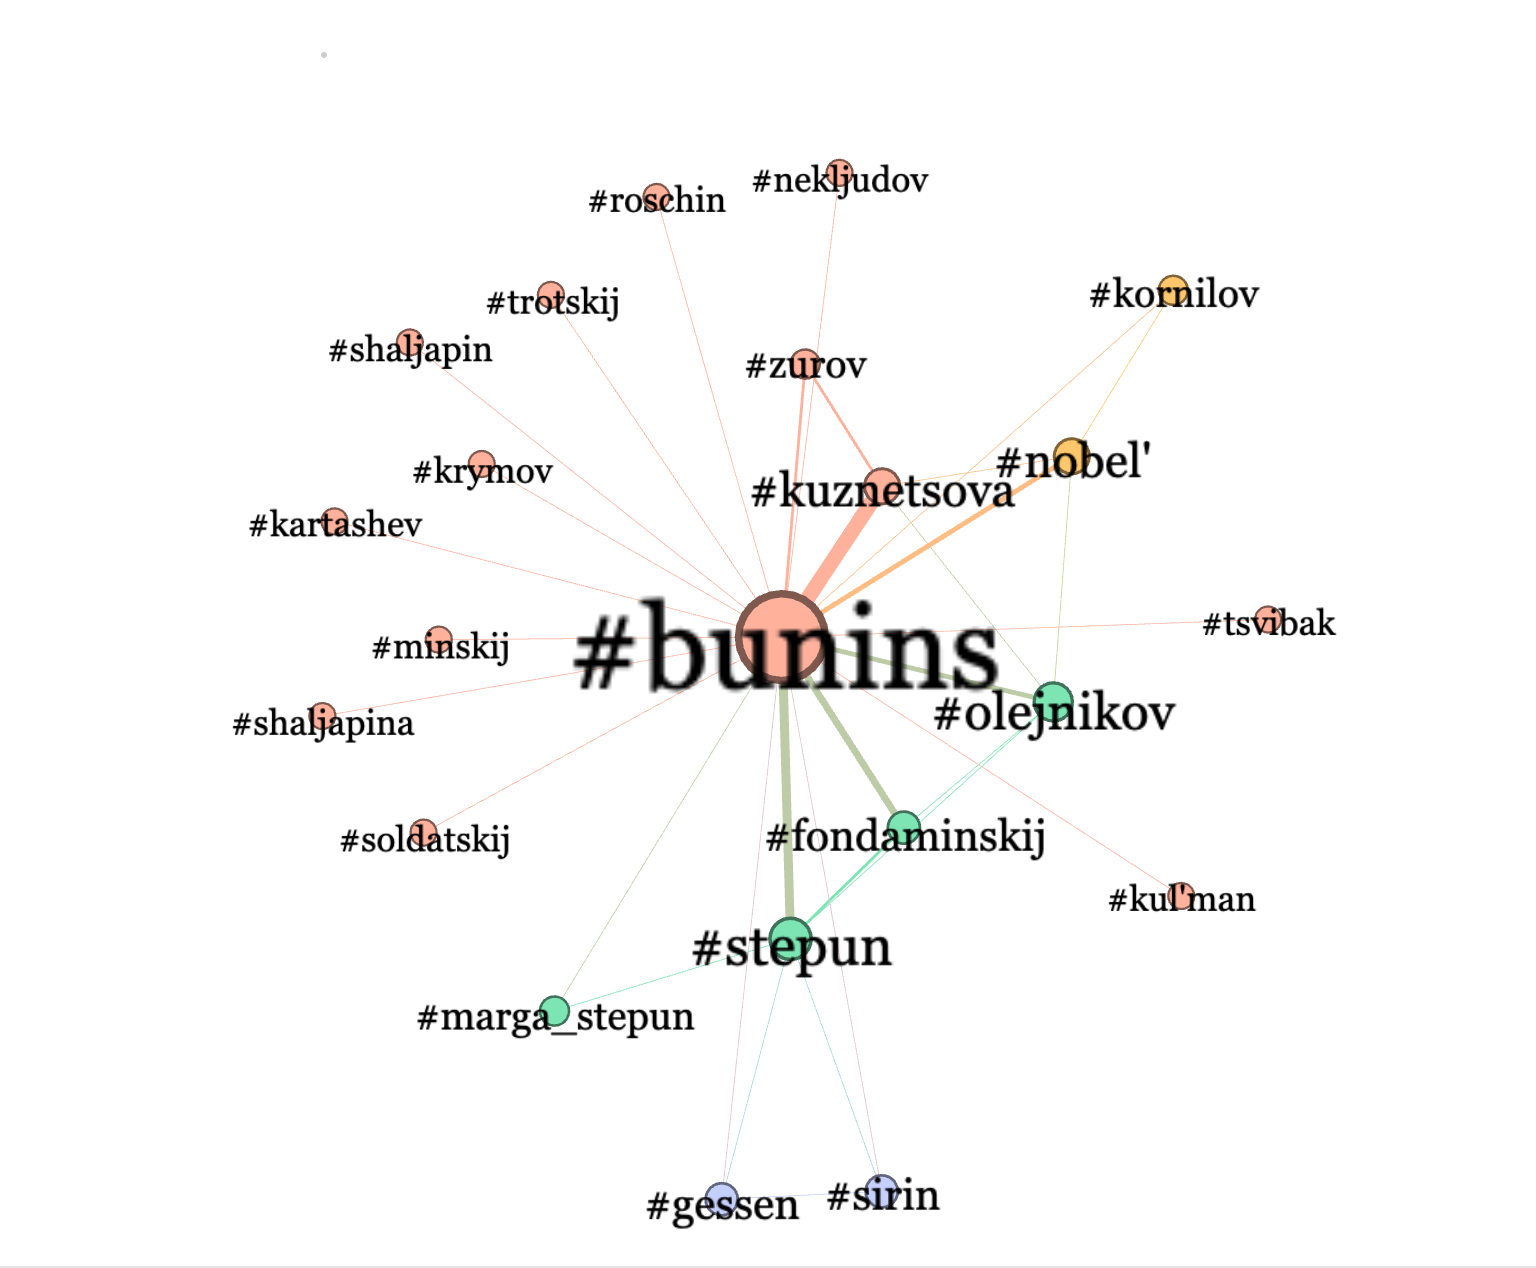 #nekljudov
#roschin
#kornilov
#trotskij
#shaljapin
#zurov
#nobel'
#krymov
#kuznetsova
#kartashev
#tsvibak
#bunins
#minskij
#olejnikov
#shaljapina
#fondaminskij
#soldatskij
#kul'man
#stepun
#marga_stepun
#sirin
#gessen